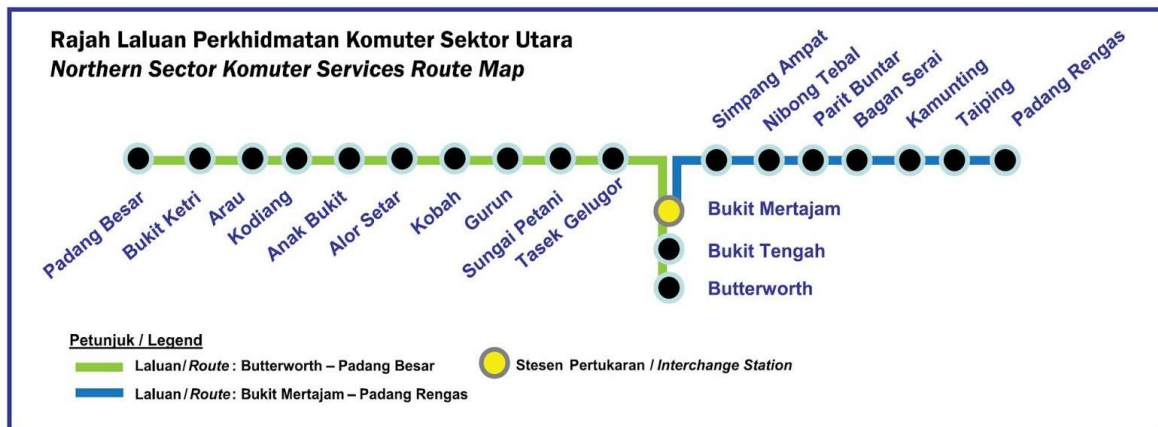 Rajah Laluan Perkhidmatan Komuter Sektor Utara
Northern Sector Komuter Services Route Map
Padang Besar
Bukit Ketri
Arau
Kodiang
Anak Bukit
Alor Setar
Kobah
Gurun
Sungai Petani
Tasek Gelugor
Simpang Ampat
Nibong Tebal
Parit Buntar
Bagan Serai
Kamunting
Taiping
Padang Rengas
Bukit Mertajam
Bukit Tengah
Butterworth
Petunjuk / Legend
Laluan/Route: Butterworth – Padang Besar
Stesen Pertukaran / Interchange Station
Laluan/Route: Bukit Mertajam – Padang Rengas